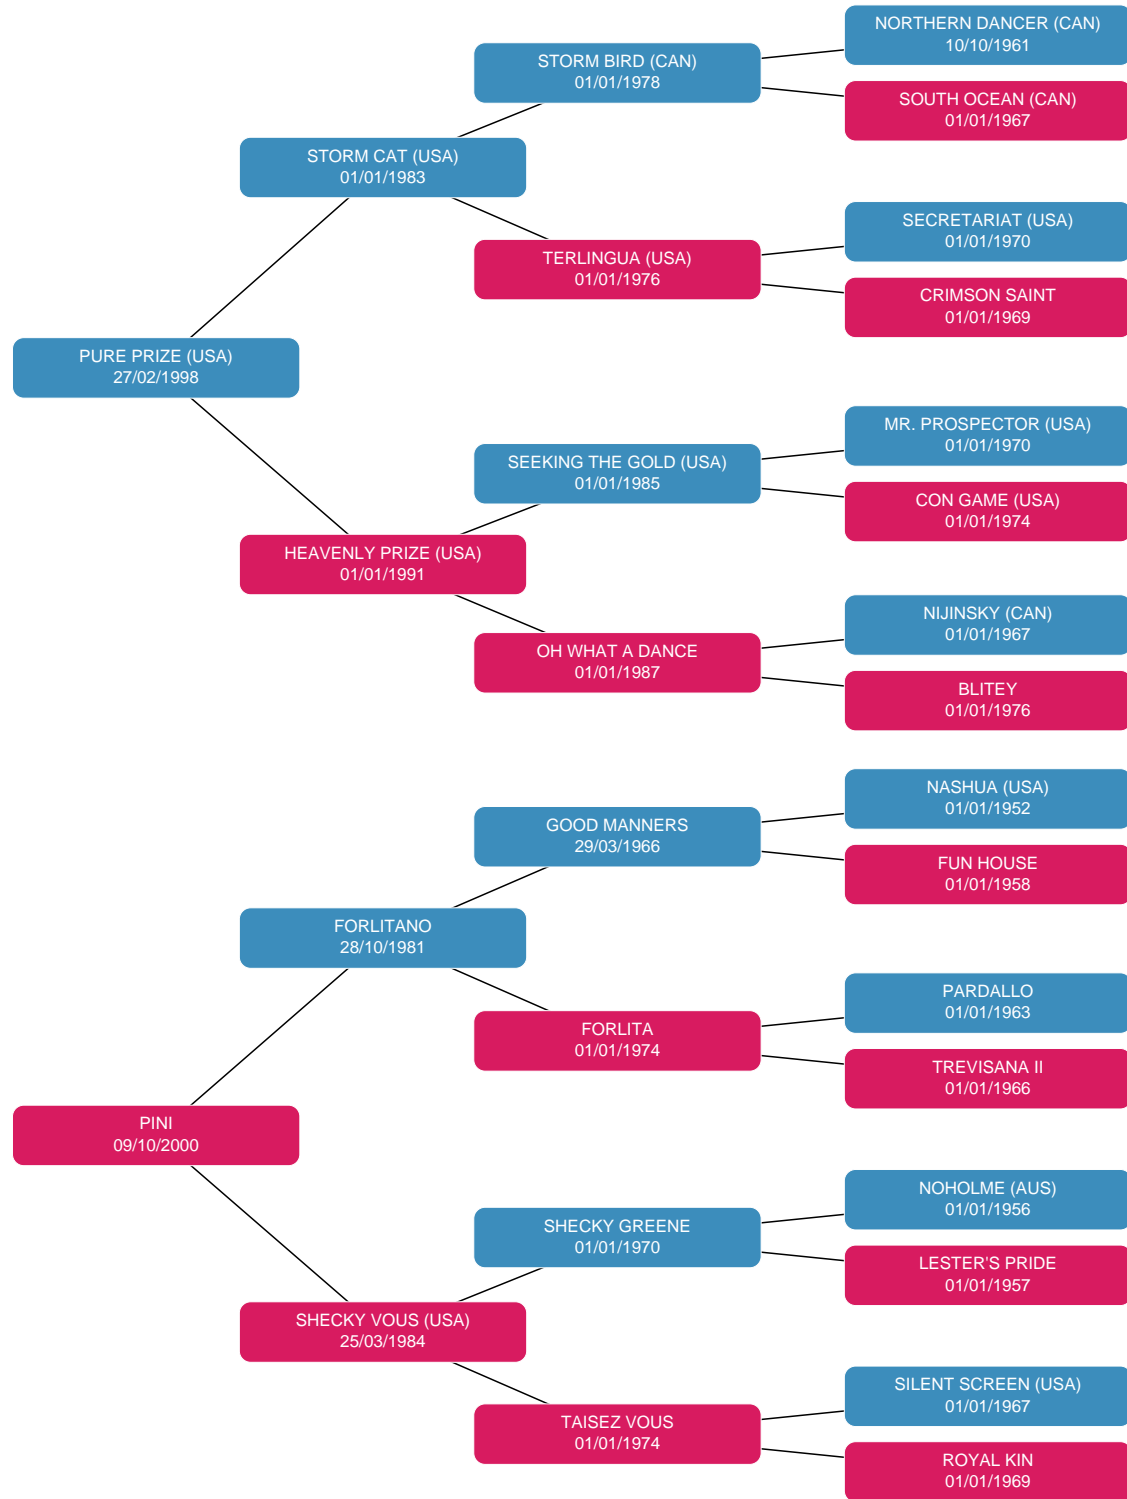 NORTHERN DANCER (CAN)
10/10/1961
STORM BIRD (CAN)
01/01/1978
SOUTH OCEAN (CAN)
01/01/1967
STORM CAT (USA)
01/01/1983
SECRETARIAT (USA)
01/01/1970
TERLINGUA (USA)
01/01/1976
CRIMSON SAINT
01/01/1969
PURE PRIZE (USA)
27/02/1998
MR. PROSPECTOR (USA)
01/01/1970
SEEKING THE GOLD (USA)
01/01/1985
CON GAME (USA)
01/01/1974
HEAVENLY PRIZE (USA)
01/01/1991
NIJINSKY (CAN)
01/01/1967
OH WHAT A DANCE
01/01/1987
BLITEY
01/01/1976
NASHUA (USA)
01/01/1952
GOOD MANNERS
29/03/1966
FUN HOUSE
01/01/1958
FORLITANO
28/10/1981
PARDALLO
01/01/1963
FORLITA
01/01/1974
TREVISANA II
01/01/1966
PINI
09/10/2000
NOHOLME (AUS)
01/01/1956
SHECKY GREENE
01/01/1970
LESTER'S PRIDE
01/01/1957
SHECKY VOUS (USA)
25/03/1984
SILENT SCREEN (USA)
01/01/1967
TAISEZ VOUS
01/01/1974
ROYAL KIN
01/01/1969